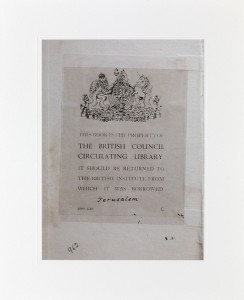 THIS BOOK IS THE PROPERTY OF
THE BRITISH COUNCIL
CIRCULATING LIBRARY
IT SHOULD BE RETURNED TO
THE BRITISH INSTITUTE FROM
WHICH IT WAS BORROWED
Jerusalem
962